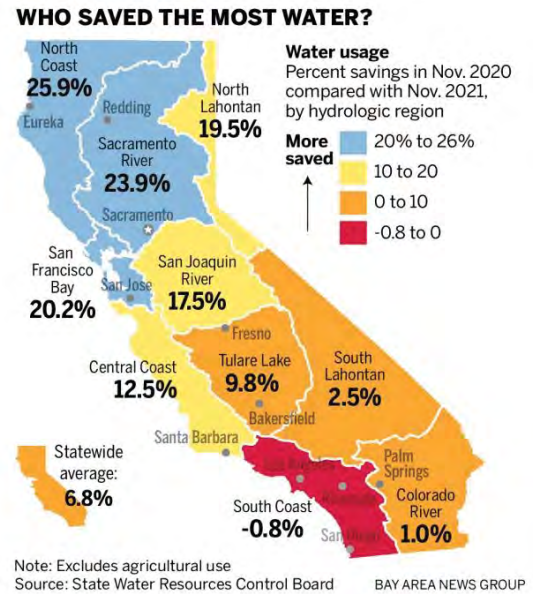 WHO SAVED THE MOST WATER?
Water usage
Percent savings in Nov. 2020
compared with Nov. 2021,
by hydrologic region
More
saved
20% to 26%
10 to 20
0 to 10
-0.8 to 0
North
Coast
25.9%
Eureka
Redding
North
Lahontan
19.5%
Sacramento
River
23.9%
Sacramento
San
Francisco
Bay
20.2%
San Jose
San Joaquin
River
17.5%
Fresno
Central Coast
12.5%
Tulare Lake
9.8%
Bakersfield
South
Lahontan
2.5%
Santa Barbara
Los Angeles
Palm
Springs
Colorado
River
1.0%
South Coast
-0.8%
San Diego
Statewide
average:
6.8%
Note: Excludes agricultural use
Source: State Water Resources Control Board
BAY AREA NEWS GROUP